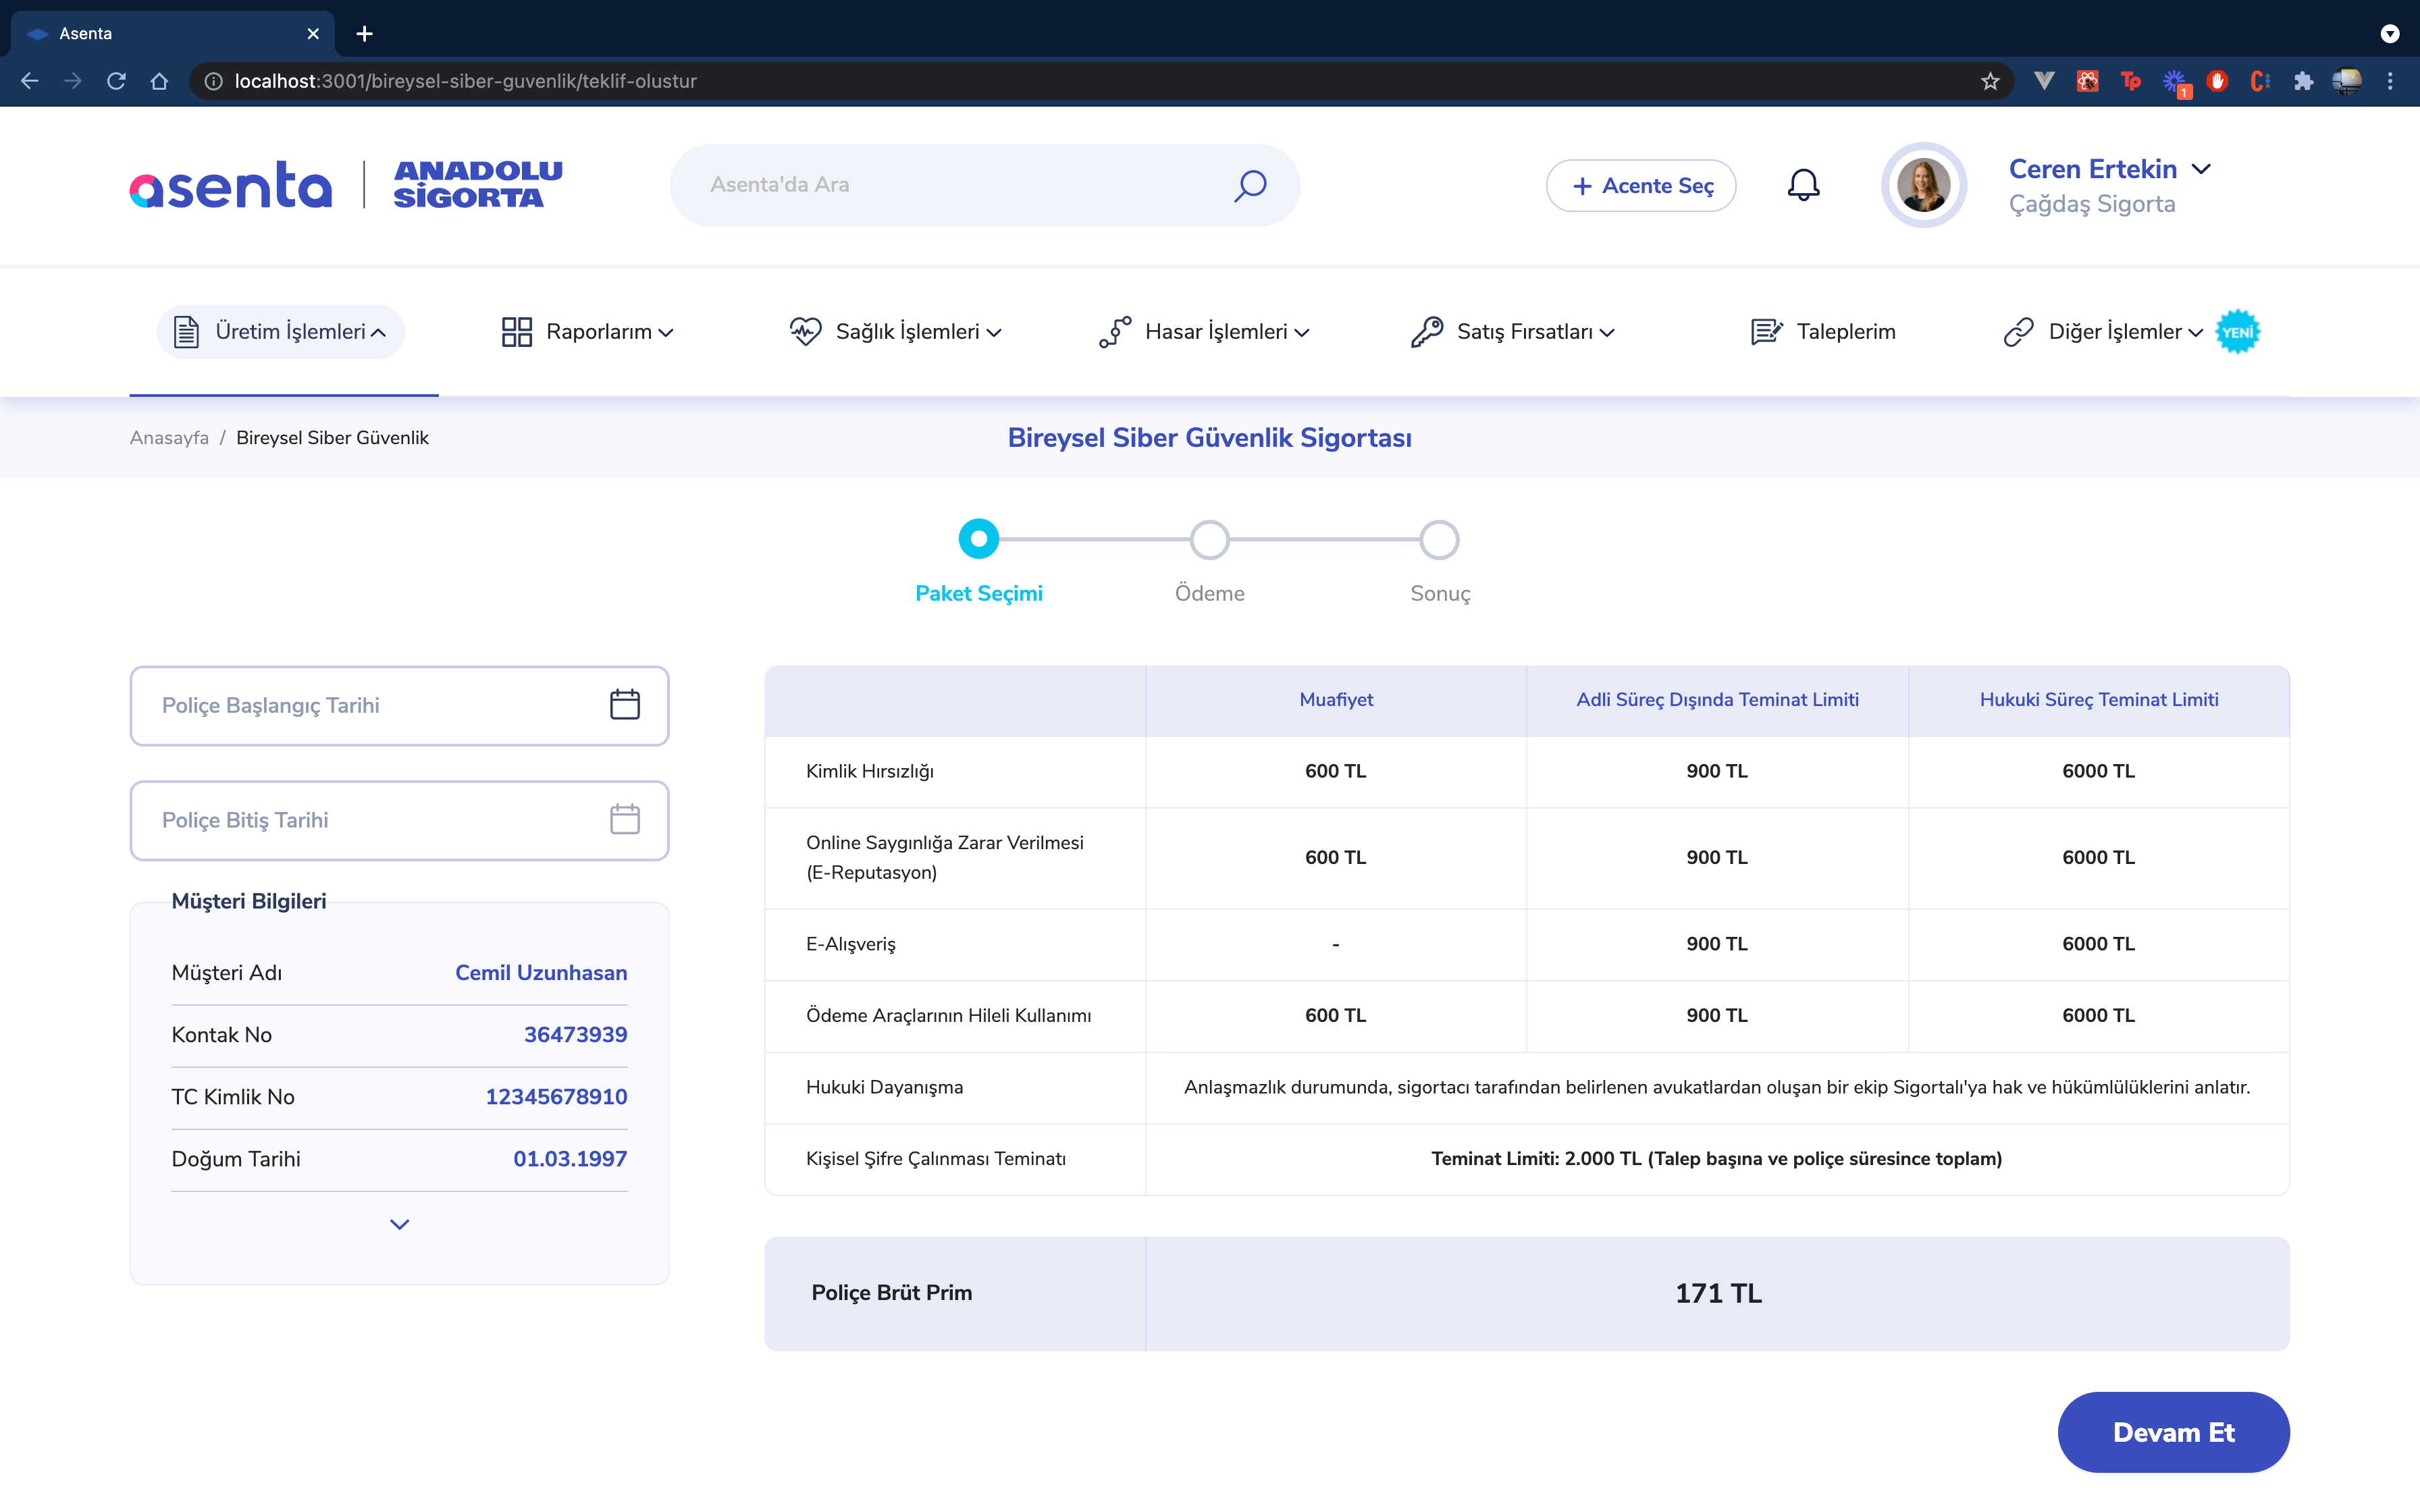 Asenta
localhost:3001/bireysel-siber-guvenlik/teklif-olustur
1
asenta
ANADOLU
SİGORTA
Asenta'da Ara
Acente Seç
Ceren Ertekin
Çağdaş Sigorta
Üretim İşlemleri
Raporlarım
Sağlık İşlemleri
Hasar İşlemleri
Satış Fırsatları
Taleplerim
Diğer İşlemler
YENİ
Anasayfa / Bireysel Siber Güvenlik
Bireysel Siber Güvenlik Sigortası
Paket Seçimi
Ödeme
Sonuç
Poliçe Başlangıç Tarihi
Poliçe Bitiş Tarihi
Müşteri Bilgileri
Müşteri Adı Cemil Uzunhasan
Kontak No 36473939
TC Kimlik No 12345678910
Doğum Tarihi 01.03.1997
Muafiyet Adli Süreç Dışında Teminat Limiti Hukuki Süreç Teminat Limiti
Kimlik Hırsızlığı 600 TL 900 TL 6000 TL
Online Saygınlığa Zarar Verilmesi
(E-Reputasyon) 600 TL 900 TL 6000 TL
E-Alışveriş - 900 TL 6000 TL
Ödeme Araçlarının Hileli Kullanımı 600 TL 900 TL 6000 TL
Hukuki Dayanışma Anlaşmazlık durumunda, sigortacı tarafından belirlenen avukatlardan oluşan bir ekip Sigortalı'ya hak ve hükümlülüklerini anlatır.
Kişisel Şifre Çalınması Teminatı Teminat Limiti: 2.000 TL (Talep başına ve poliçe süresince toplam)
Poliçe Brüt Prim 171 TL
Devam Et